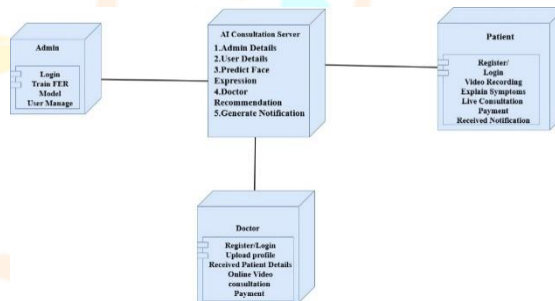 Admin
Login
Train FER
Model
User Manage
AI Consultation Server
1.Admin Details
2.User Details
3.Predict Face
Expression
4.Doctor
Recommendation
5.Generate Notification
Patient
Register/
Login
Video Recording
Explain Symptoms
Live Consultation
Payment
Received Notification
Doctor
Register/Login
Upload profile
Received Patient Details
Online Video
consultation
Payment